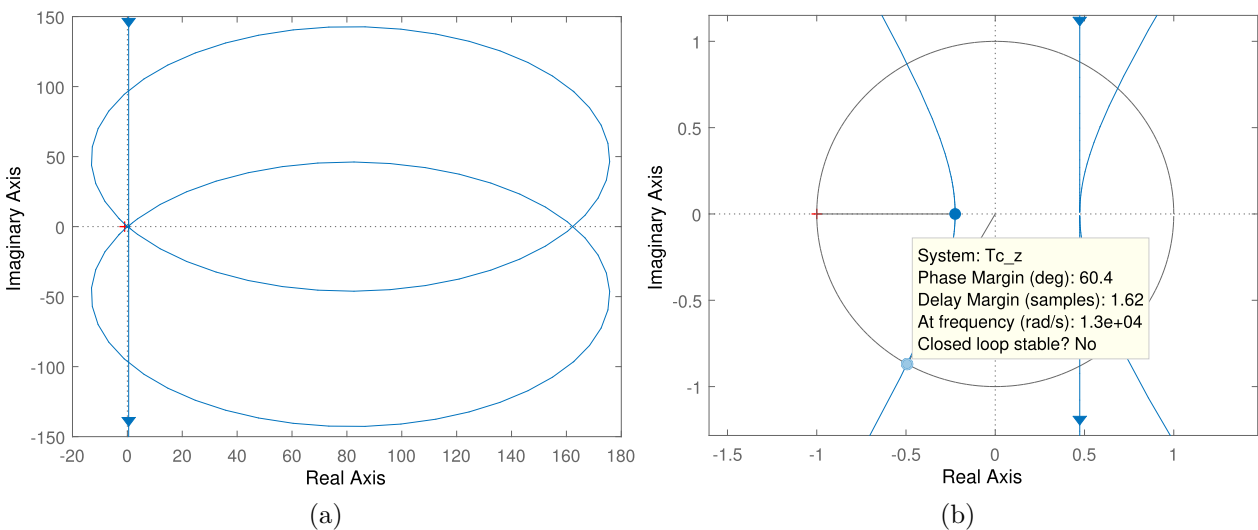 150
100
50
0
-50
-100
-150
-20 0 20 40 60 80 100 120 140 160 180
Imaginary Axis
Real Axis
(a)
1
0.5
0
-0.5
-1
-1.5 -1 -0.5 0 0.5 1
Imaginary Axis
Real Axis
System: Tc_z
Phase Margin (deg): 60.4
Delay Margin (samples): 1.62
At frequency (rad/s): 1.3e+04
Closed loop stable? No
(b)